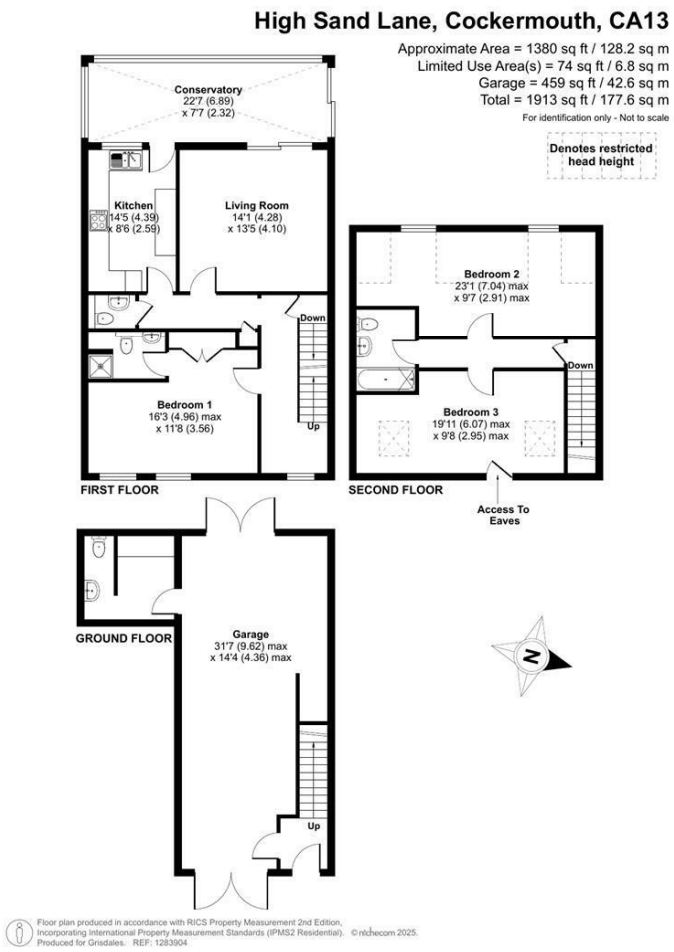 High Sand Lane, Cockermouth, CA13
Approximate Area = 1380 sq ft / 128.2 sq m
Limited Use Area(s) = 74 sq ft / 6.8 sq m
Garage = 459 sq ft / 42.6 sq m
Total = 1913 sq ft / 177.6 sq m
For identification only - Not to scale
Denotes restricted
head height
Conservatory
22'7 (6.89)
x 7'7 (2.32)
Kitchen
14'5 (4.39)
x 8'6 (2.59)
Living Room
14'1 (4.28)
x 13'5 (4.10)
Down
Bedroom 1
16'3 (4.96) max
x 11'8 (3.56)
Up
FIRST FLOOR
Bedroom 2
23'1 (7.04) max
x 9'7 (2.91) max
Down
Bedroom 3
19'11 (6.07) max
x 9'8 (2.95) max
SECOND FLOOR
Access To
Eaves
GROUND FLOOR
Garage
31'7 (9.62) max
x 14'4 (4.36) max
Up
N
Floor plan produced in accordance with RICS Property Measurement 2nd Edition,
Incorporating International Property Measurement Standards (IPMS2 Residential). © nichecom 2025.
Produced for Grisdales. REF: 1283904